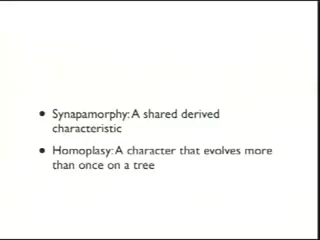 • Synapamorphy: A shared derived
characteristic
• Homoplasy: A character that evolves more
than once on a tree